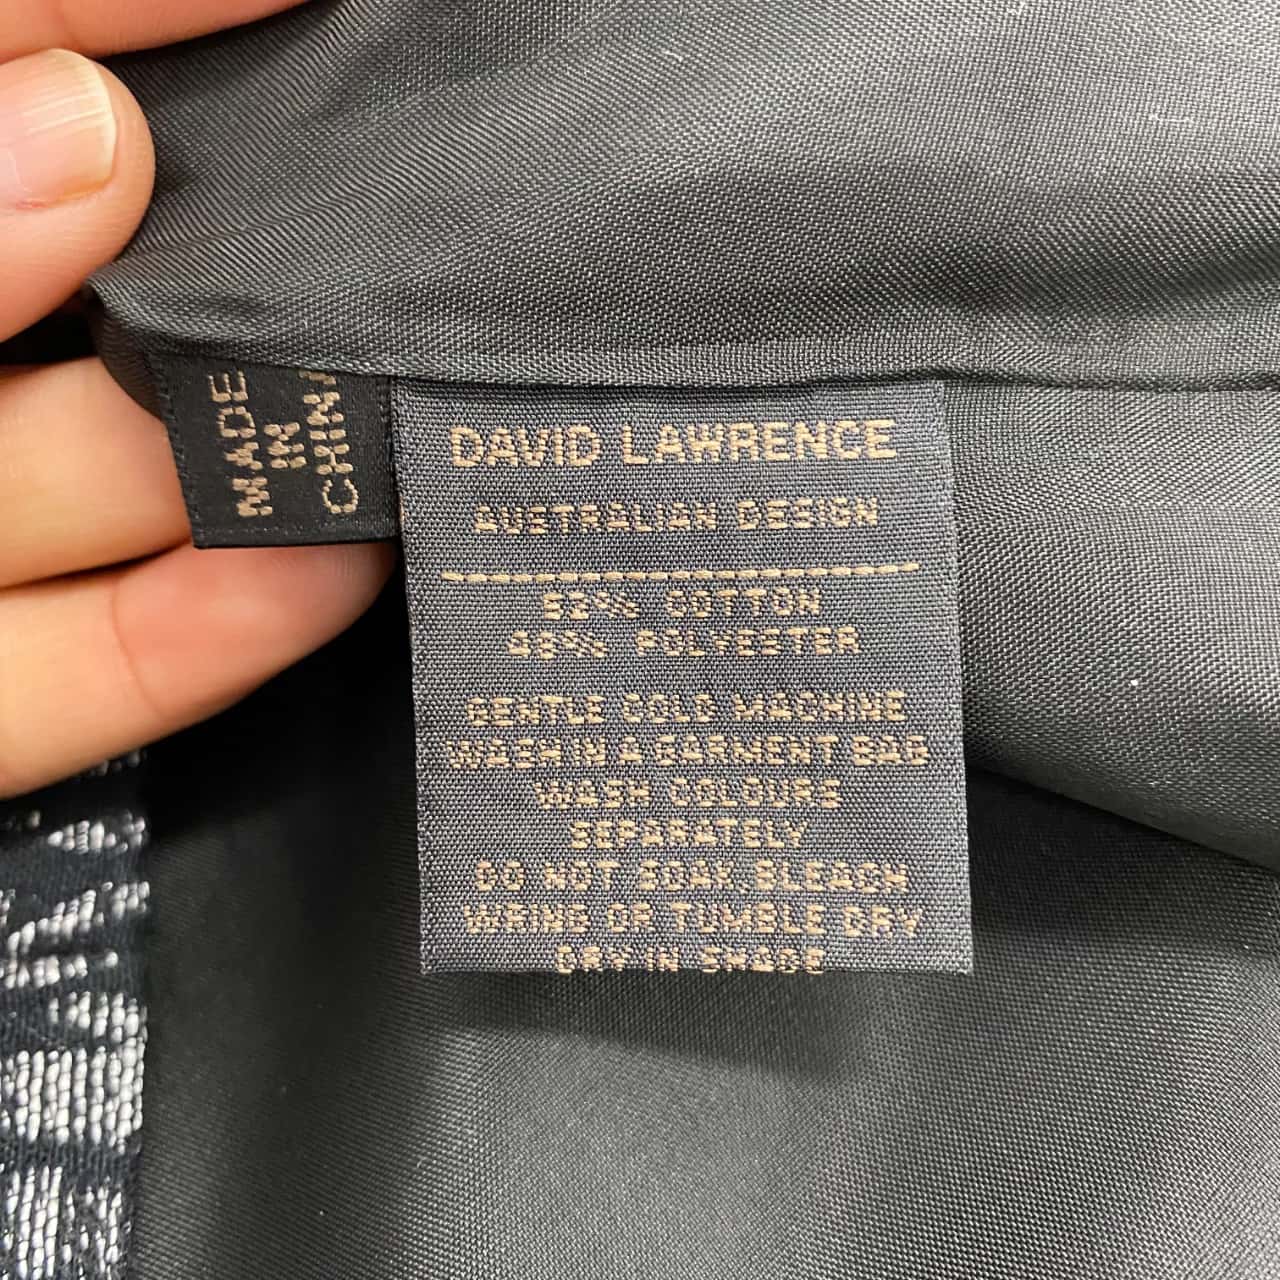 MADE
IN
CHIN
DAVID LAWRENCE
AUSTRALIAN DESIGN
52% COTTON
48% POLYESTER
GENTLE COLD MACHINE
WASH IN A GARMENT BAG
WASH COLOURS
SEPARATELY
DO NOT SOAK, BLEACH
WRING OR TUMBLE DRY
DRY IN SHADE